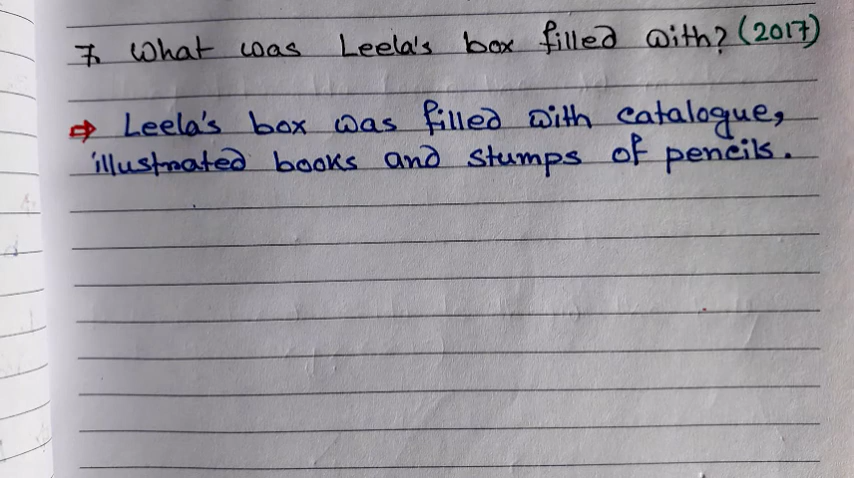 7. What was Leela's box filled with? (2017)
⇒ Leela's box was filled with catalogue,
illustrated books and stumps of pencils.